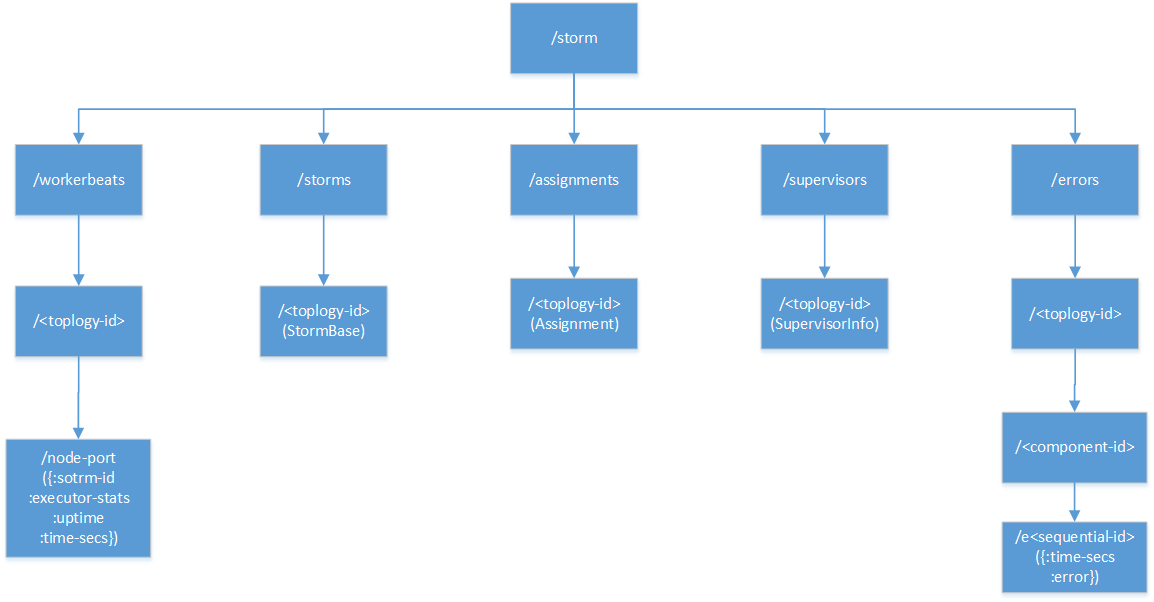 /storm
/workerbeats
/storms
/assignments
/supervisors
/errors
/<toplogy-id>
/<toplogy-id>
(StormBase)
/<toplogy-id>
(Assignment)
/<toplogy-id>
(SupervisorInfo)
/<toplogy-id>
/node-port
({:sotrm-id
:executor-stats
:uptime
:time-secs})
/<component-id>
/e<sequential-id>
({:time-secs
:error})